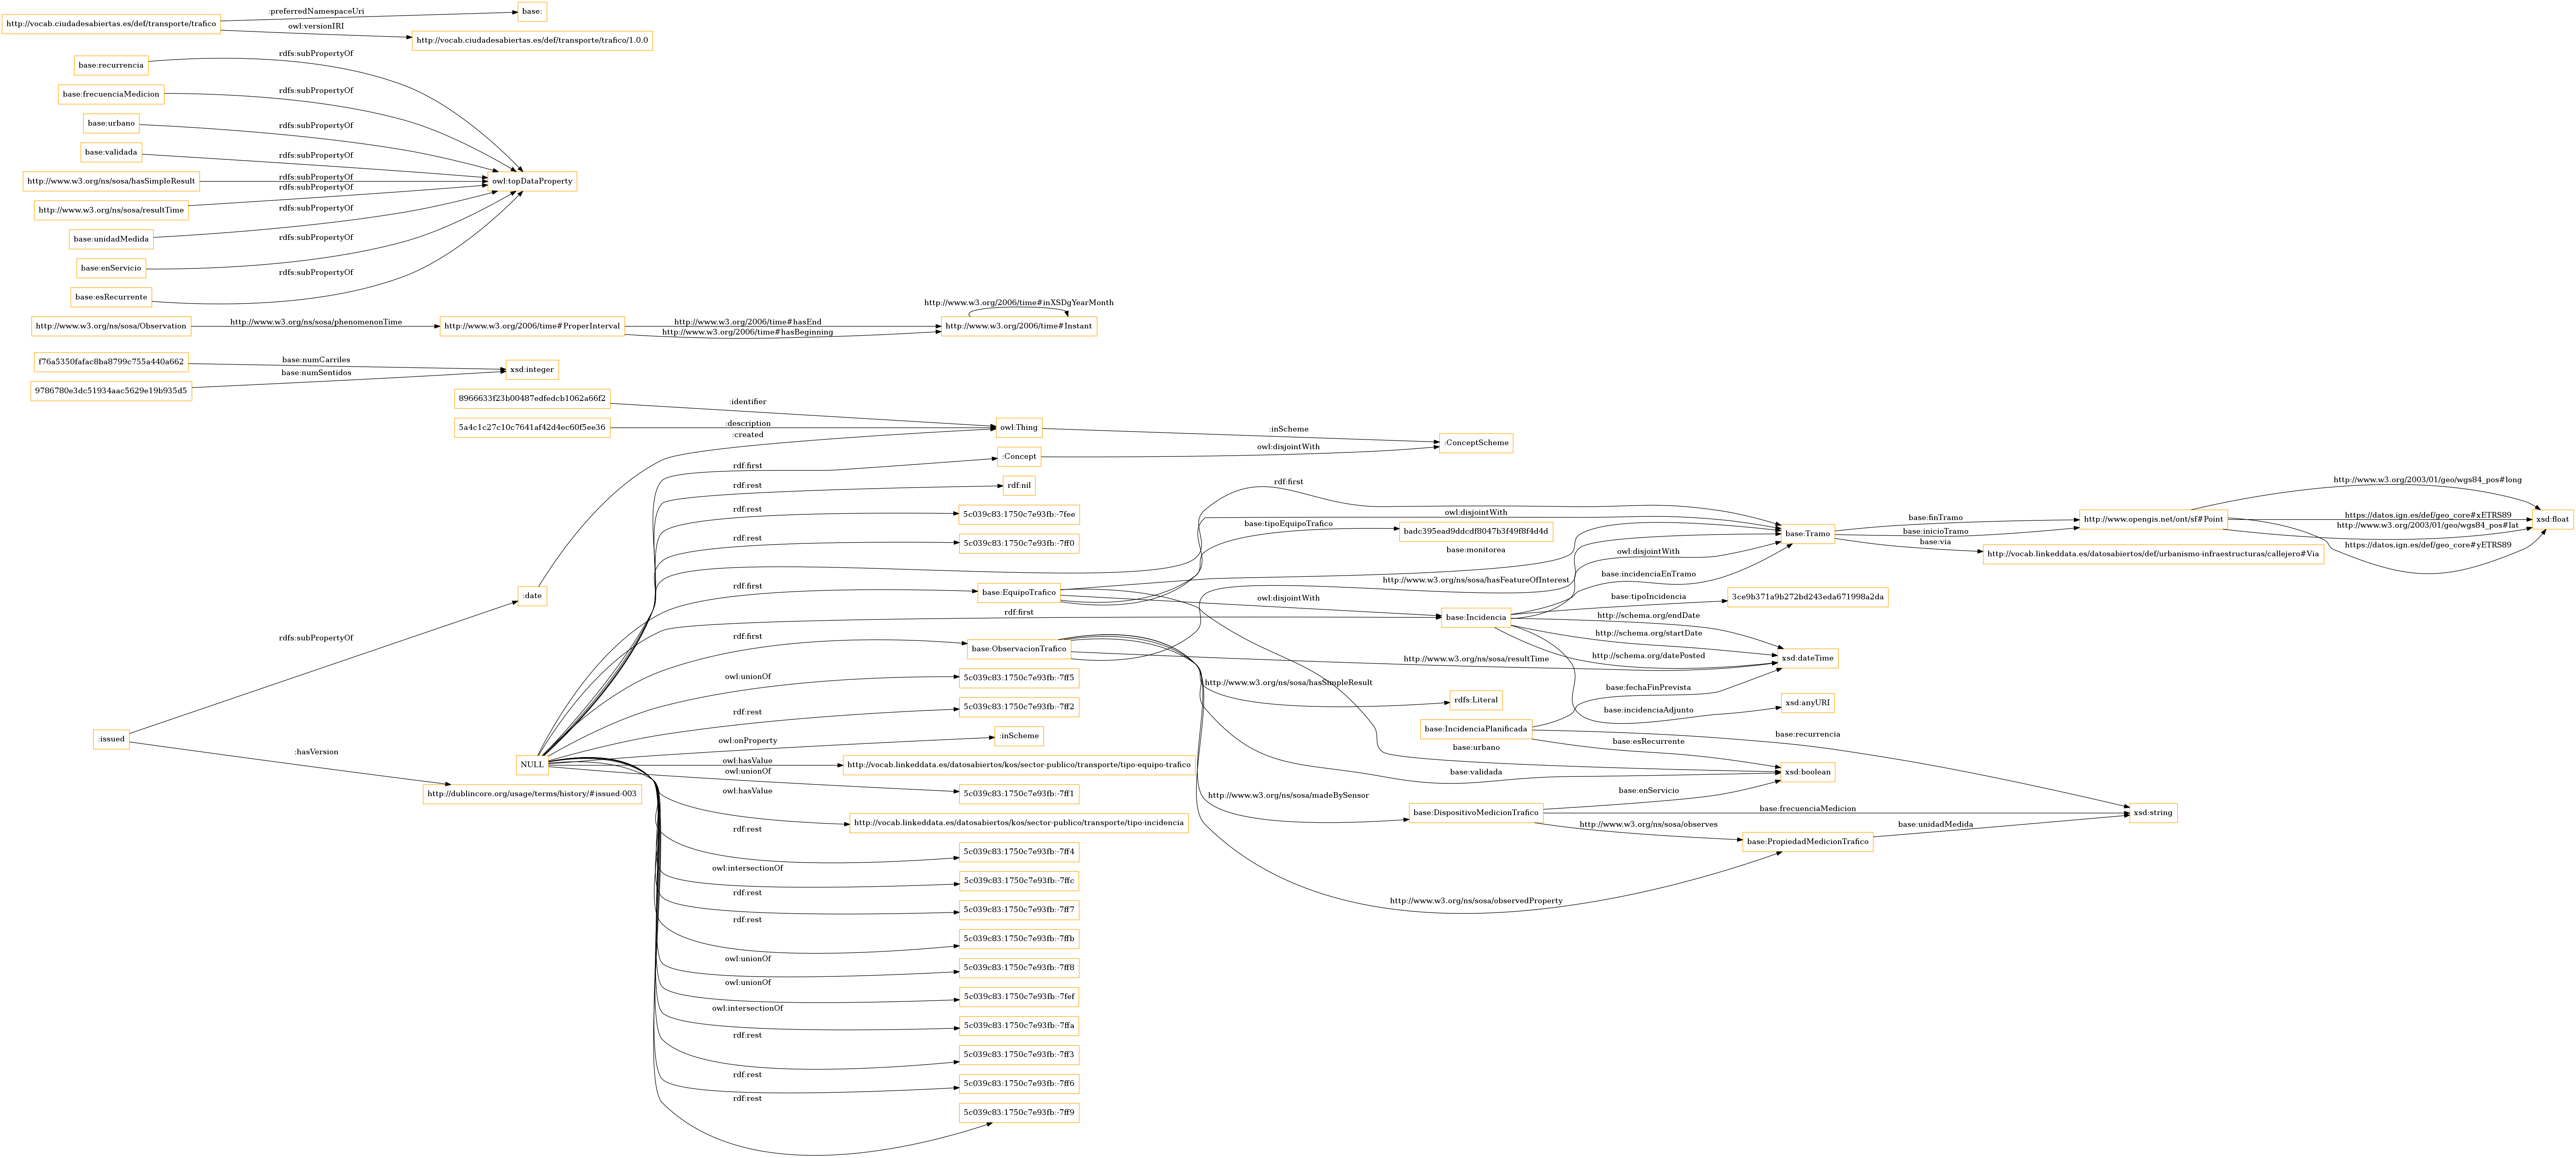 http://vocab.ciudadesabiertas.es/def/transporte/trafico
:preferredNamespaceUri
base:
owl:versionIRI
http://vocab.ciudadesabiertas.es/def/transporte/trafico/1.0.0
base:recurrencia
rdfs:subPropertyOf
base:frecuenciaMedicion
rdfs:subPropertyOf
base:urbano
rdfs:subPropertyOf
base:validada
rdfs:subPropertyOf
http://www.w3.org/ns/sosa/hasSimpleResult
rdfs:subPropertyOf
owl:topDataProperty
http://www.w3.org/ns/sosa/resultTime
rdfs:subPropertyOf
base:unidadMedida
rdfs:subPropertyOf
base:enServicio
rdfs:subPropertyOf
base:esRecurrente
rdfs:subPropertyOf
http://www.w3.org/ns/sosa/Observation
http://www.w3.org/ns/sosa/phenomenonTime
http://www.w3.org/2006/time#ProperInterval
http://www.w3.org/2006/time#hasEnd
http://www.w3.org/2006/time#hasBeginning
http://www.w3.org/2006/time#inXSDgYearMonth
http://www.w3.org/2006/time#Instant
f76a5350fafac8ba8799c755a440a662
base:numCarriles
9786780e3dc51934aac5629e19b935d5
base:numSentidos
xsd:integer
8966633f23b00487edfedcb1062a66f2
:identifier
5a4c1c27c10c7641af42d4ec60f5ee36
:description
:created
owl:Thing
:inScheme
:ConceptScheme
:Concept
owl:disjointWith
rdf:first
rdf:rest
rdf:nil
rdf:rest
5c039c83:1750c7e93fb:-7fee
rdf:rest
5c039c83:1750c7e93fb:-7ff0
:date
rdf:first
base:EquipoTrafico
rdf:first
owl:disjointWith
base:tipoEquipoTrafico
badc395ead9ddcdf8047b3f49f8f4d4d
base:monitorea
http://www.w3.org/ns/sosa/hasFeatureOfInterest
owl:disjointWith
rdf:first
base:Incidencia
owl:disjointWith
base:incidenciaEnTramo
base:tipoIncidencia
3ce9b371a9b272bd243eda671998a2da
http://schema.org/endDate
http://schema.org/startDate
http://schema.org/datePosted
base:Tramo
base:finTramo
base:inicioTramo
base:via
http://www.opengis.net/ont/sf#Point
http://vocab.linkeddata.es/datosabiertos/def/urbanismo-infraestructuras/callejero#Via
http://www.w3.org/2003/01/geo/wgs84_pos#long
https://datos.ign.es/def/geo_core#xETRS89
http://www.w3.org/2003/01/geo/wgs84_pos#lat
https://datos.ign.es/def/geo_core#yETRS89
xsd:float
rdfs:subPropertyOf
rdf:first
base:ObservacionTrafico
http://www.w3.org/ns/sosa/resultTime
xsd:dateTime
http://www.w3.org/ns/sosa/hasSimpleResult
rdfs:Literal
base:fechaFinPrevista
xsd:anyURI
base:incidenciaAdjunto
base:IncidenciaPlanificada
base:recurrencia
base:esRecurrente
base:urbano
base:validada
xsd:boolean
base:enServicio
http://www.w3.org/ns/sosa/madeBySensor
base:DispositivoMedicionTrafico
base:frecuenciaMedicion
xsd:string
http://www.w3.org/ns/sosa/observes
base:PropiedadMedicionTrafico
base:unidadMedida
http://www.w3.org/ns/sosa/observedProperty
:issued
:hasVersion
http://dublincore.org/usage/terms/history/#issued-003
NULL
owl:unionOf
5c039c83:1750c7e93fb:-7ff5
rdf:rest
5c039c83:1750c7e93fb:-7ff2
owl:onProperty
:inScheme
owl:hasValue
http://vocab.linkeddata.es/datosabiertos/kos/sector-publico/transporte/tipo-equipo-trafico
owl:unionOf
5c039c83:1750c7e93fb:-7ff1
owl:hasValue
http://vocab.linkeddata.es/datosabiertos/kos/sector-publico/transporte/tipo-incidencia
rdf:rest
5c039c83:1750c7e93fb:-7ff4
owl:intersectionOf
5c039c83:1750c7e93fb:-7ffc
rdf:rest
5c039c83:1750c7e93fb:-7ff7
rdf:rest
5c039c83:1750c7e93fb:-7ffb
owl:unionOf
5c039c83:1750c7e93fb:-7ff8
owl:unionOf
5c039c83:1750c7e93fb:-7fef
owl:intersectionOf
5c039c83:1750c7e93fb:-7ffa
rdf:rest
5c039c83:1750c7e93fb:-7ff3
rdf:rest
5c039c83:1750c7e93fb:-7ff6
rdf:rest
5c039c83:1750c7e93fb:-7ff9